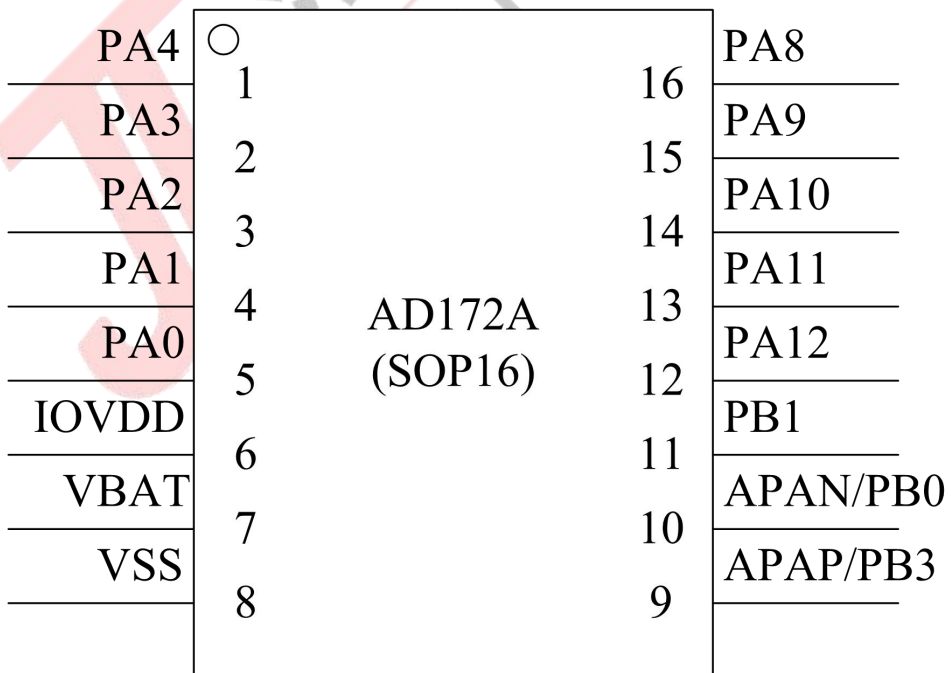 PA4 1 16 PA8
PA3 2 15 PA9
PA2 3 14 PA10
PA1 4 13 PA11
PA0 5 12 PA12
IOVDD 6 11 PB1
VBAT 7 10 APAN/PB0
VSS 8 9 APAP/PB3
AD172A
(SOP16)